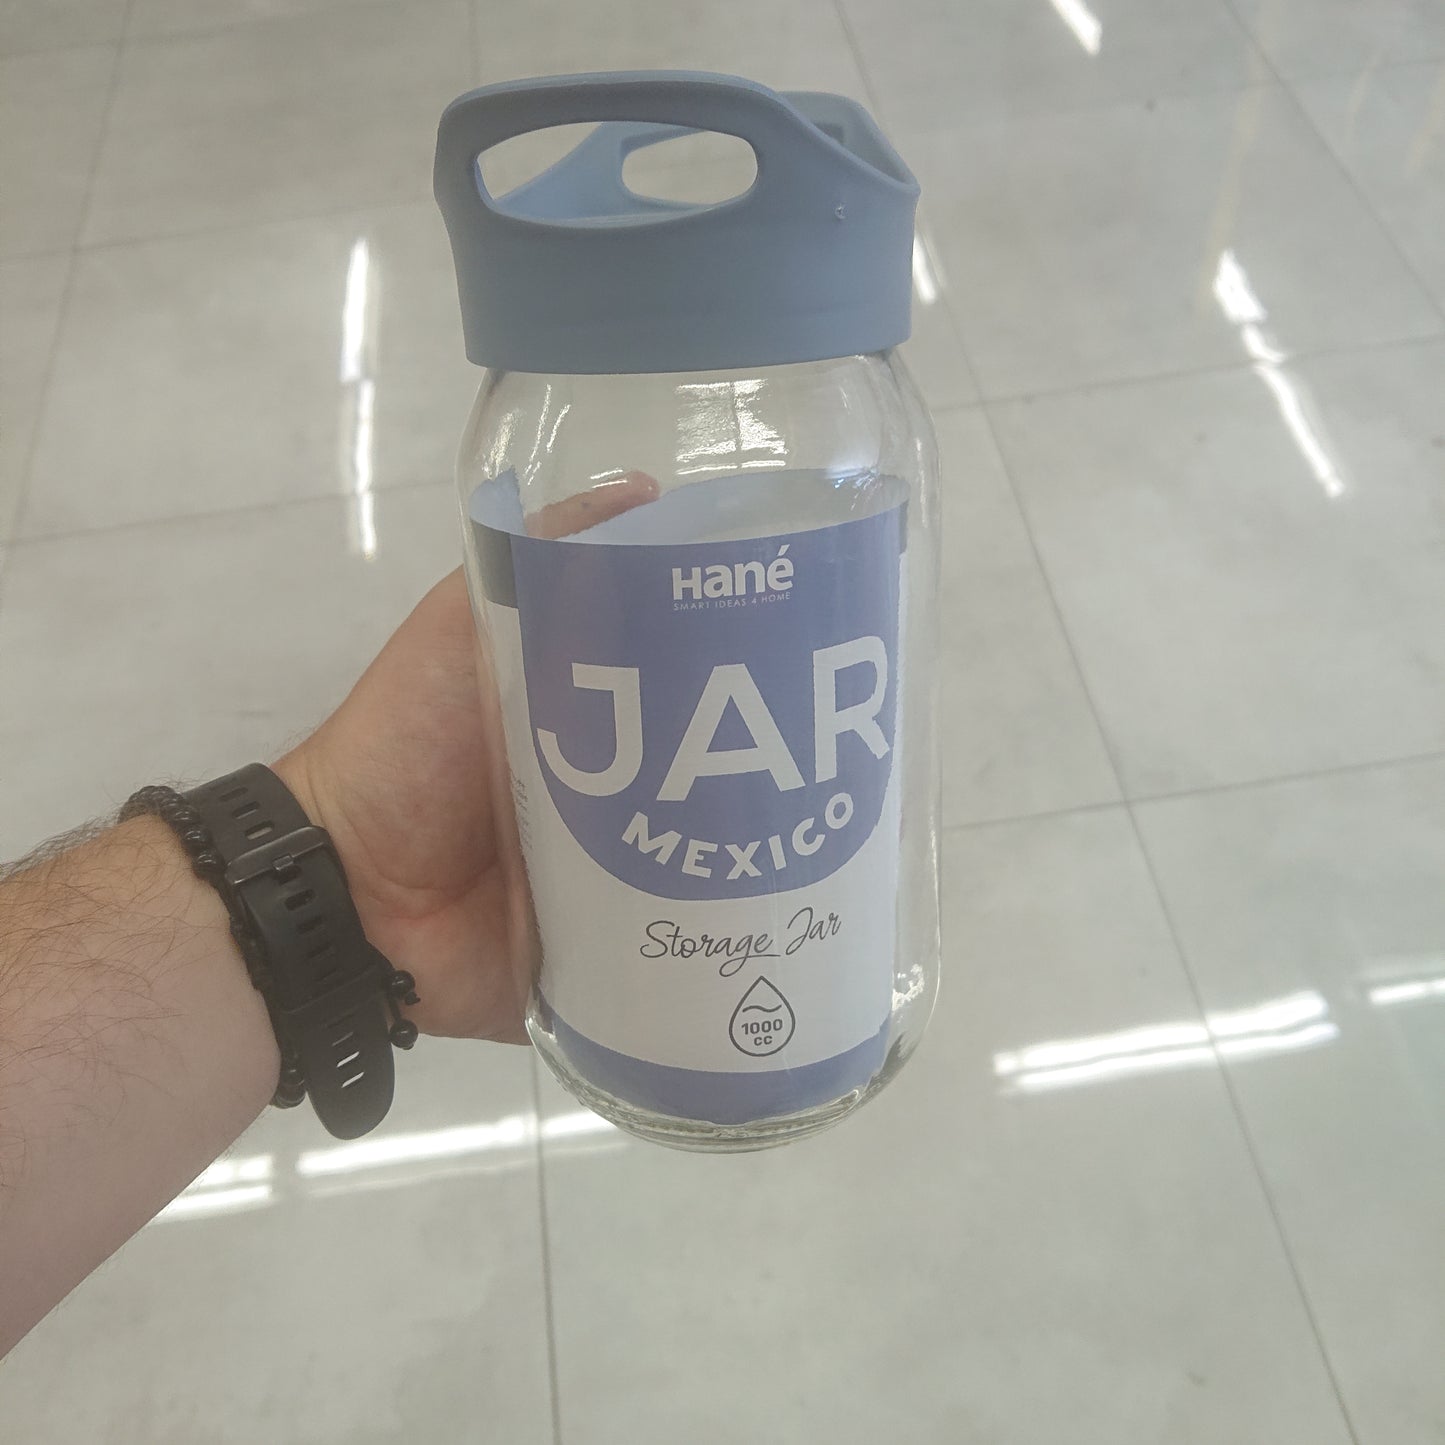 Hané
SMART IDEAS 4 HOME
JAR
MEXICO
Storage Jar
1000
cc